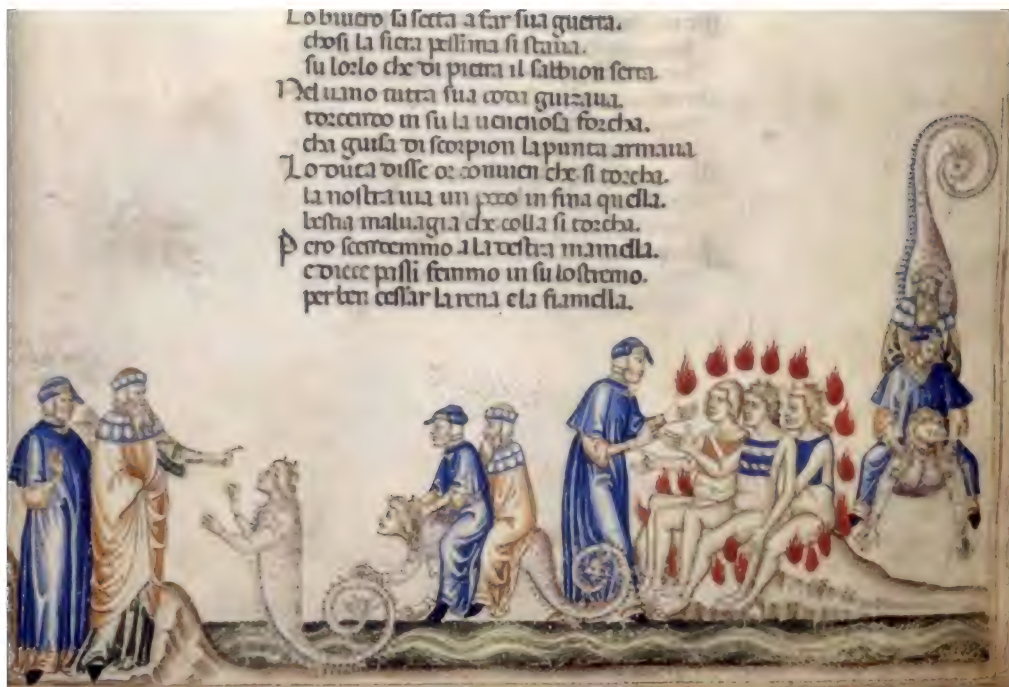 Lo biuero sa setta a far sua guerra.
chosi la fiera pessima si staua.
su lorlo che di pietra il sabbion serra.
Nel uano tutta sua coda guizaua.
torcendo in su la uenenosa forcha.
cha guisa di scorpion la punta armaua
Lo duca disse or conuien che si torcha.
la nostra uia un poco in fina quella.
bestia maluagia che colla si corcha.
Pero scendemmo a la destra mamella.
e diece passi femmo in su lostremo.
per ben cessar la rena e la fiamella.